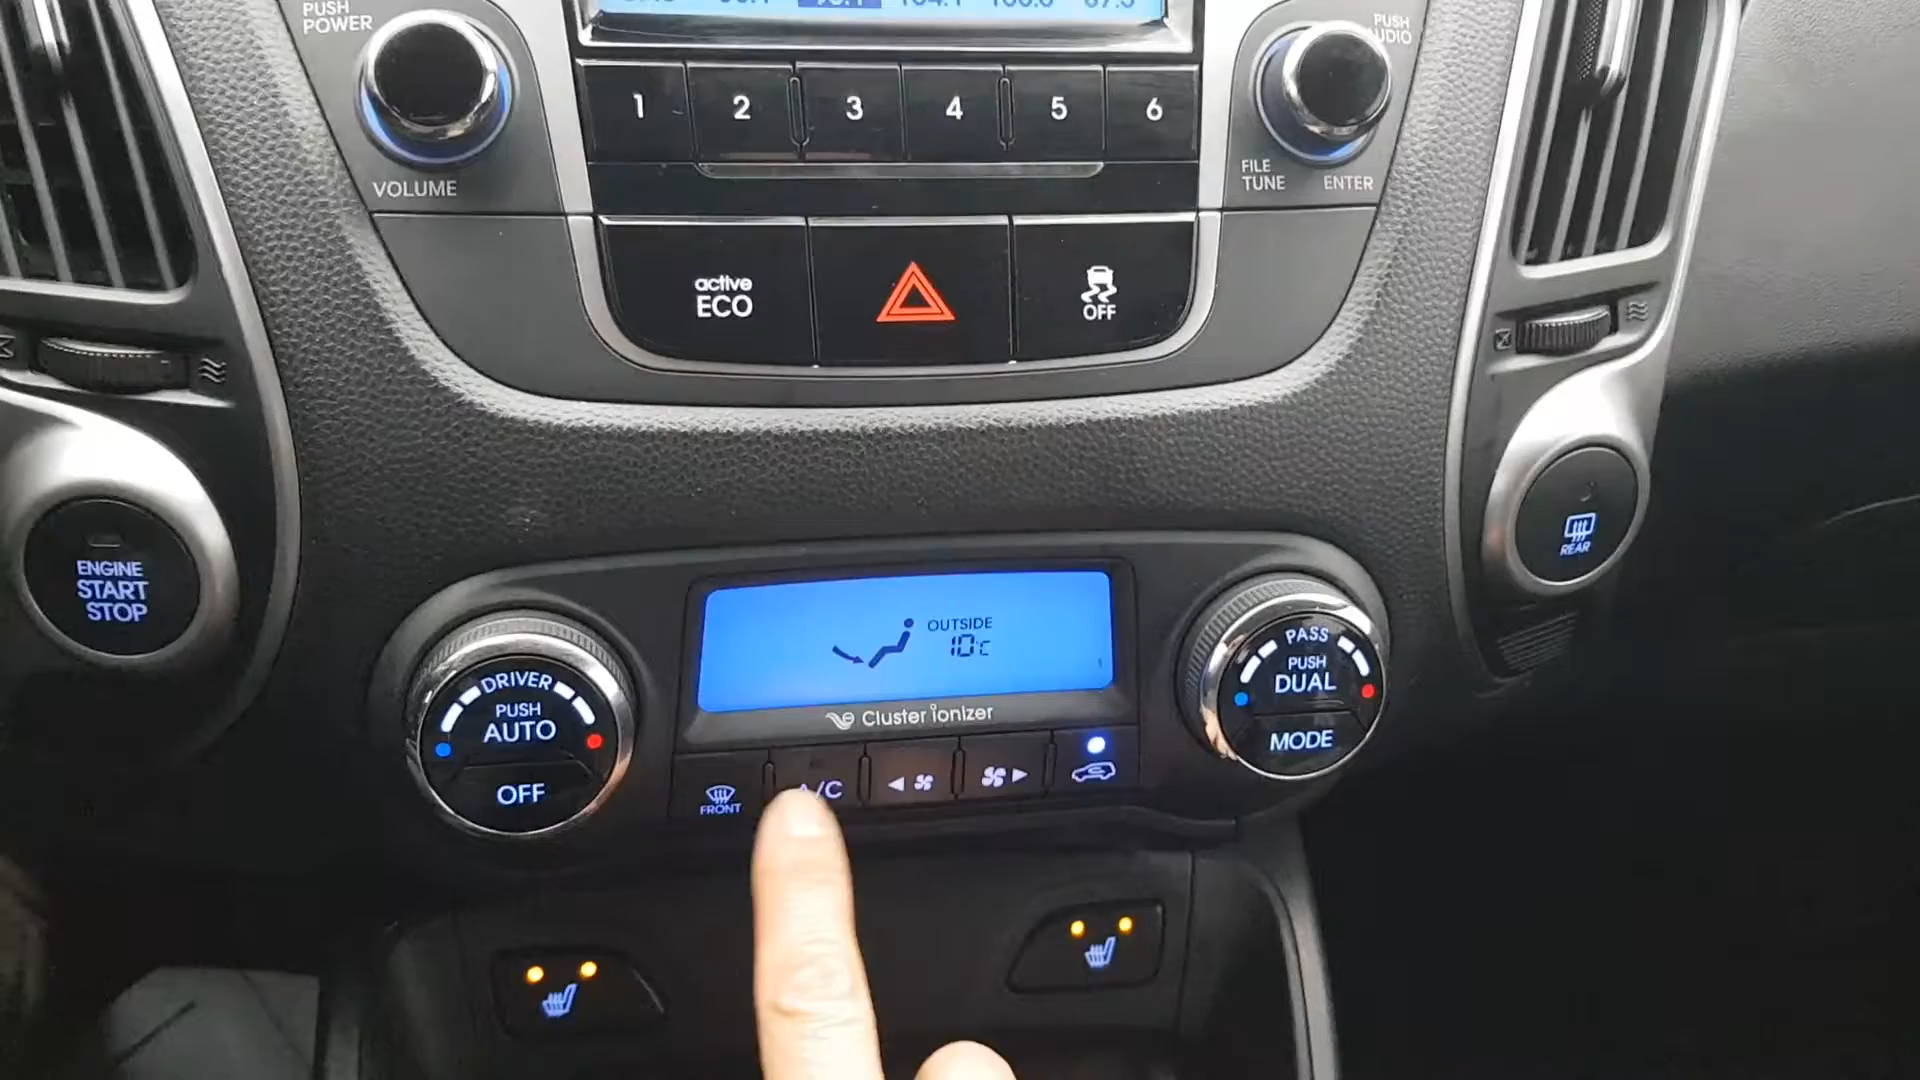 PUSH
POWER
VOLUME
1 2 3 4 5 6
PUSH
FILE
TUNE
ENTER
active
ECO
OFF
ENGINE
START
STOP
REAR
OUTSIDE
10°C
Cluster ionizer
DRIVER
PUSH
AUTO
OFF
FRONT
A/C
PASS
PUSH
DUAL
MODE